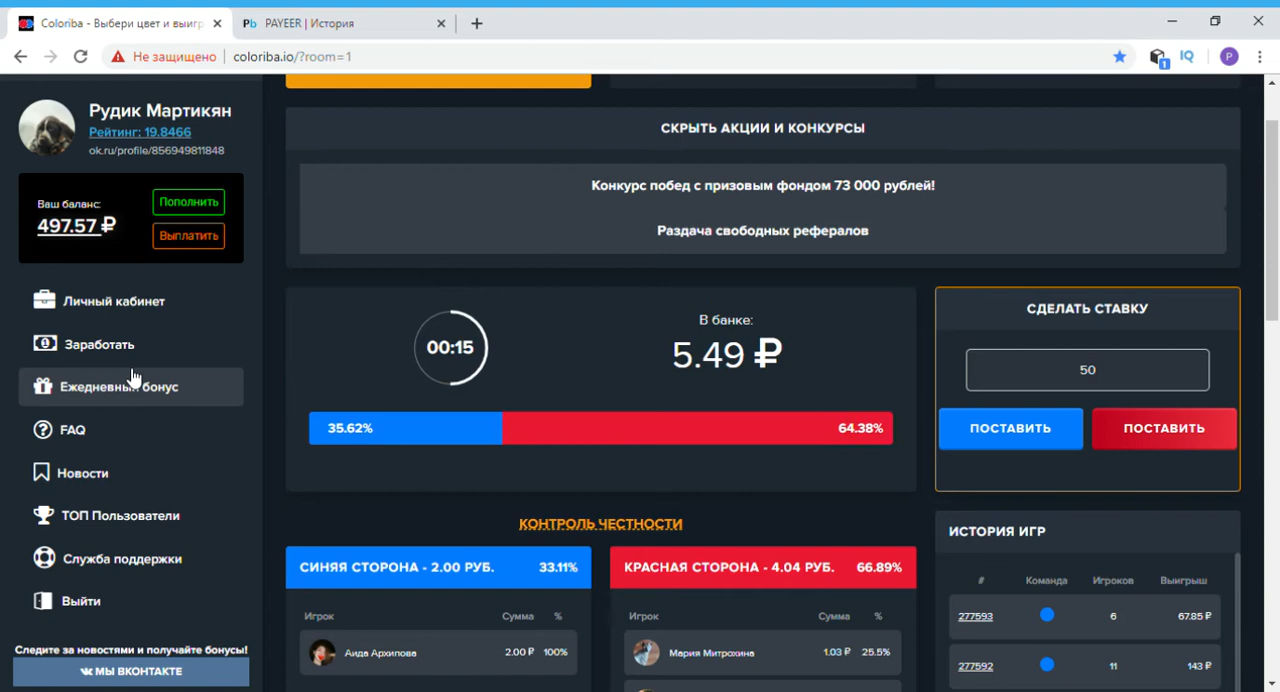 Coloriba - Выбери цвет и выигр
PAYEER | История
Не защищено
coloriba.io/?room=1
1
IQ
P
Рудик Мартикян
Рейтинг: 19.8466
ok.ru/profile/856949811848
Ваш баланс:
497.57 ₽
Пополнить
Выплатить
Личный кабинет
Заработать
Ежедневный бонус
FAQ
Новости
ТОП Пользователи
Служба поддержки
Выйти
Следите за новостями и получайте бонусы!
МЫ ВКОНТАКТЕ
СКРЫТЬ АКЦИИ И КОНКУРСЫ
Конкурс побед с призовым фондом 73 000 рублей!
Раздача свободных рефералов
00:15
В банке:
5.49 ₽
35.62%
64.38%
СДЕЛАТЬ СТАВКУ
50
ПОСТАВИТЬ
ПОСТАВИТЬ
КОНТРОЛЬ ЧЕСТНОСТИ
СИНЯЯ СТОРОНА - 2.00 РУБ. 33.11%
Игрок Сумма %
Аида Архипова 2.00 ₽ 100%
КРАСНАЯ СТОРОНА - 4.04 РУБ. 66.89%
Игрок Сумма %
Мария Митрохина 1.03 ₽ 25.5%
ИСТОРИЯ ИГР
# Команда Игроков Выигрыш
277593 6 67.85 ₽
277592 11 143 ₽